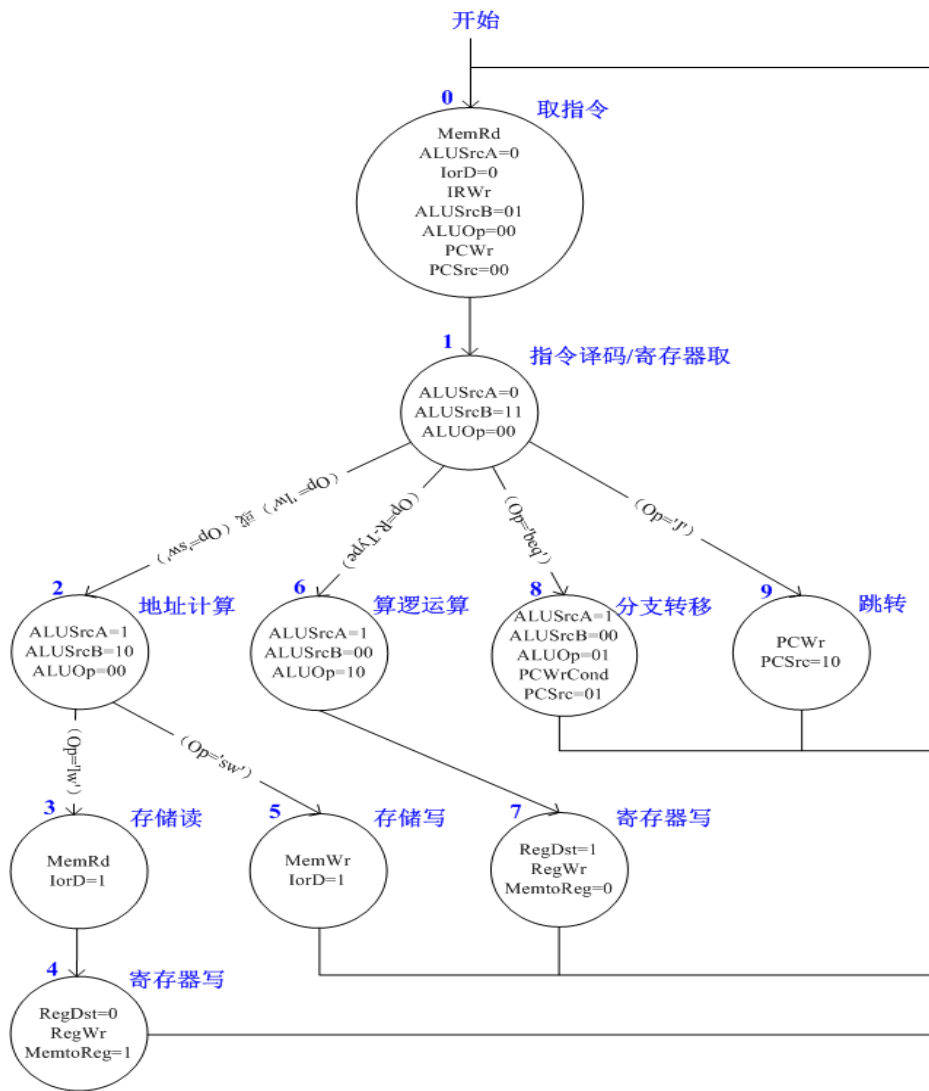 开始
0
取指令
MemRd
ALUSrcA=0
IorD=0
IRWr
ALUSrcB=01
ALUOp=00
PCWr
PCSrc=00
1
指令译码/寄存器取
ALUSrcA=0
ALUSrcB=11
ALUOp=00
(Op='lw') 或 (Op='sw')
(Op=R-Type)
(Op='beq')
(Op='J')
2
地址计算
ALUSrcA=1
ALUSrcB=10
ALUOp=00
6
算逻运算
ALUSrcA=1
ALUSrcB=00
ALUOp=10
8
分支转移
ALUSrcA=1
ALUSrcB=00
ALUOp=01
PCWrCond
PCSrc=01
9
跳转
PCWr
PCSrc=10
(Op='lw')
(Op='sw')
3
存储读
MemRd
IorD=1
5
存储写
MemWr
IorD=1
7
寄存器写
RegDst=1
RegWr
MemtoReg=0
4
寄存器写
RegDst=0
RegWr
MemtoReg=1